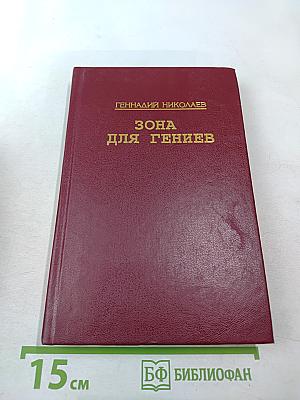 ГЕННАДИЙ НИКОЛАЕВ
ЗОНА
ДЛЯ ГЕНИЕВ
15 см
БФ БИБЛИОФАН